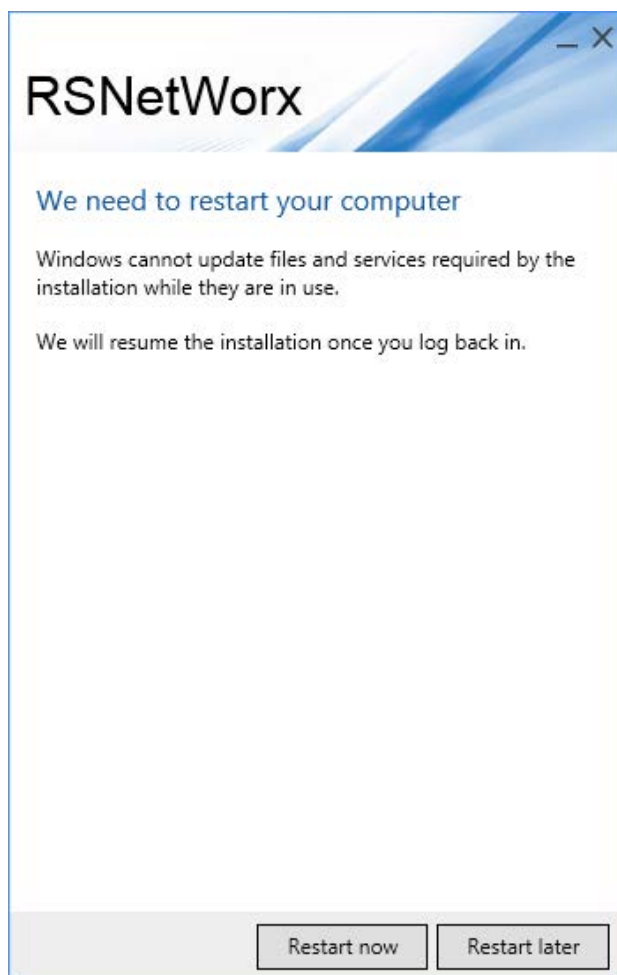 RSNetWorx
We need to restart your computer
Windows cannot update files and services required by the
installation while they are in use.
We will resume the installation once you log back in.
Restart now
Restart later